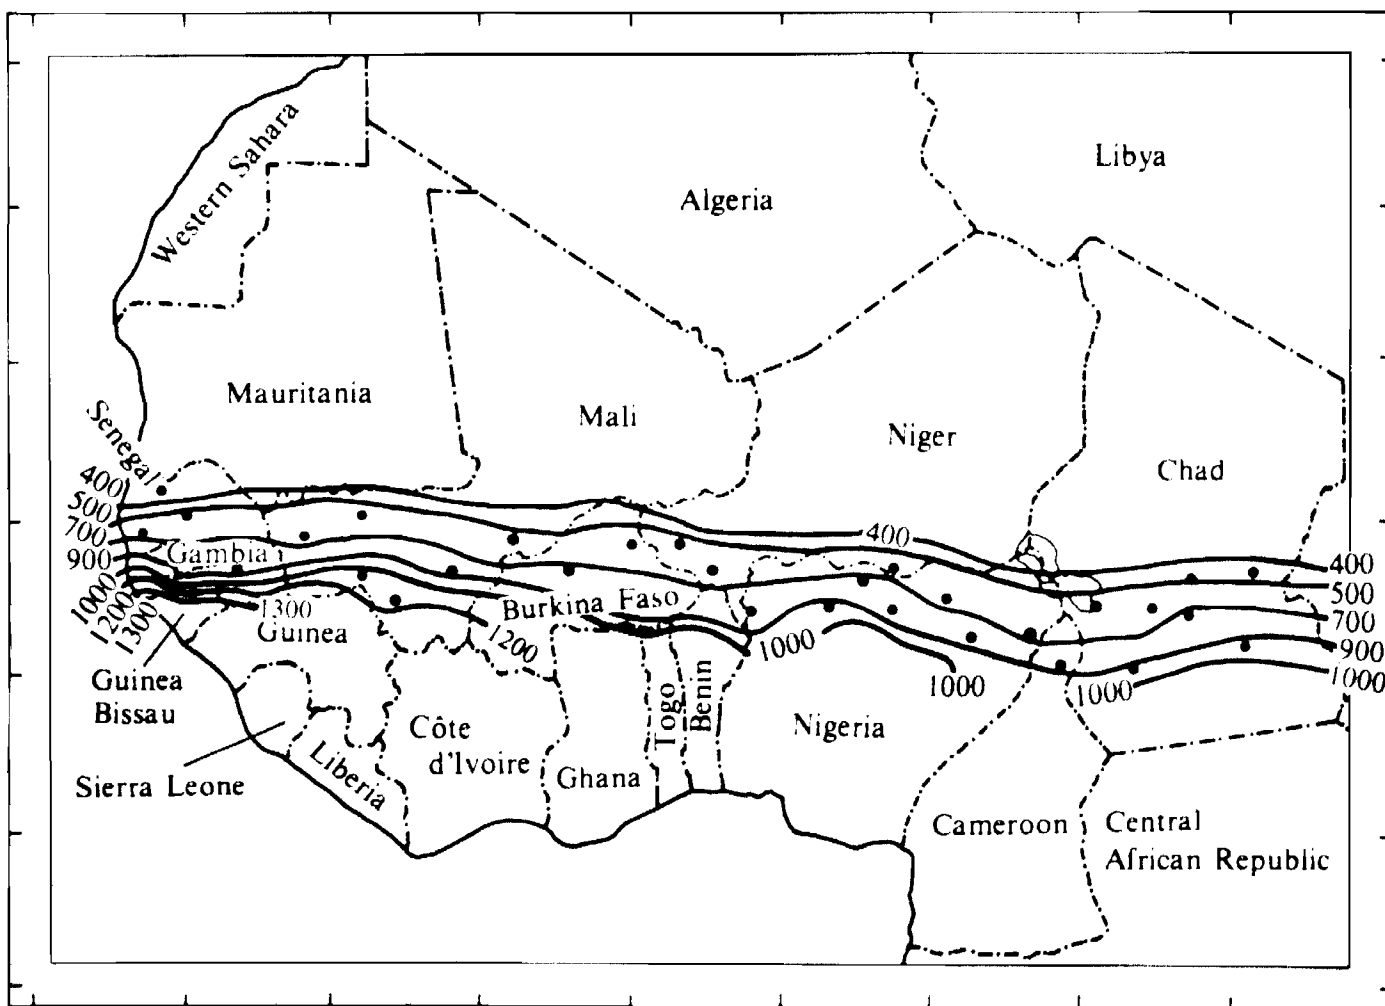 Western Sahara
Algeria
Libya
Mauritania
Mali
Niger
Chad
Senegal
400
500
700
900
1000
1200
1300
Gambia
400
400
500
700
900
1000
1300
Guinea
Burkina Faso
1200
1000
1000
1000
Guinea
Bissau
Sierra Leone
Liberia
Côte
d'Ivoire
Ghana
Togo
Benin
Nigeria
Cameroon
Central
African Republic